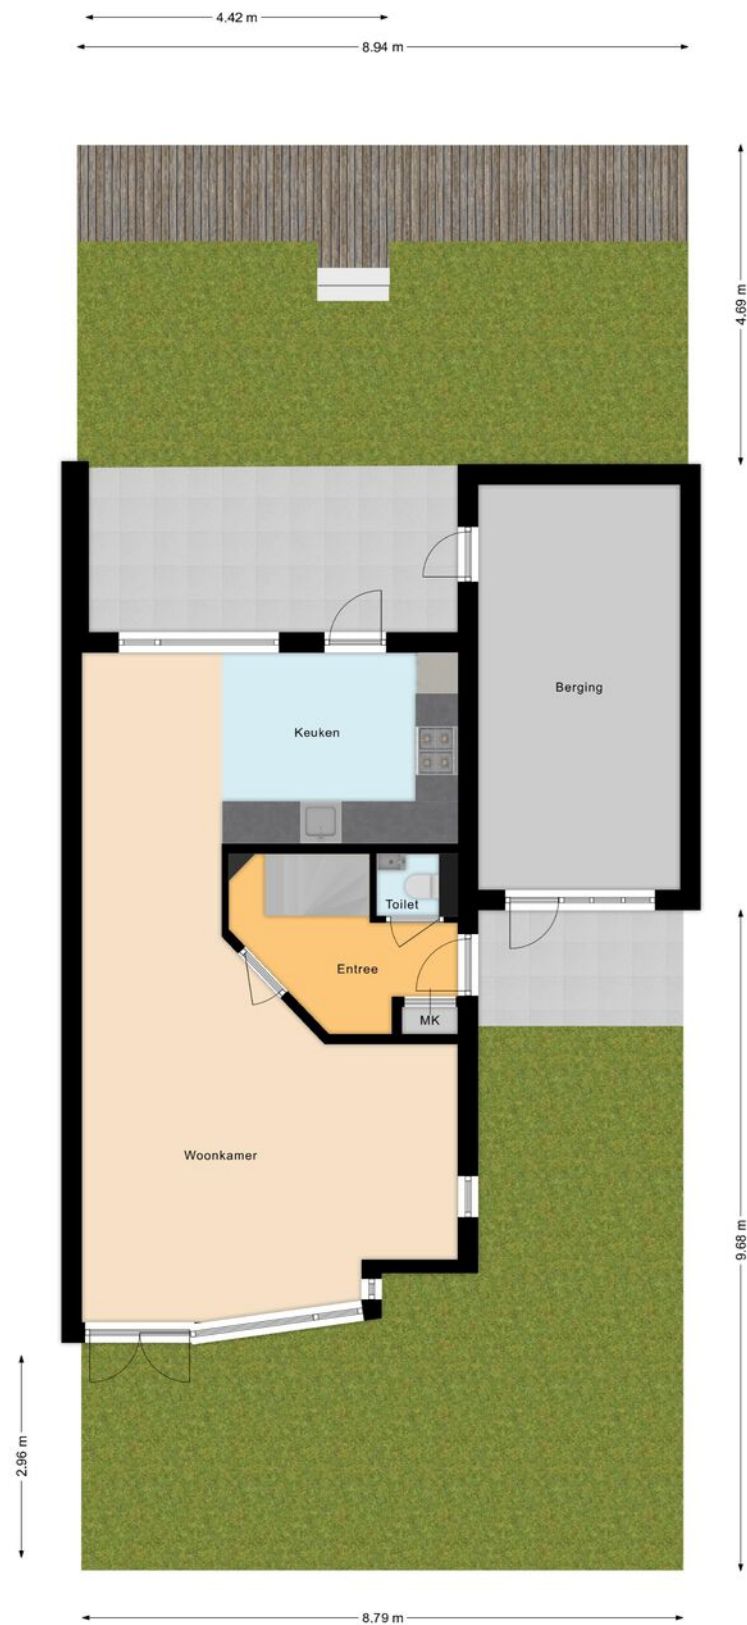 4.42 m
8.94 m
4.69 m
Berging
Keuken
Toilet
Entree
MK
Woonkamer
9.68 m
2.96 m
8.79 m